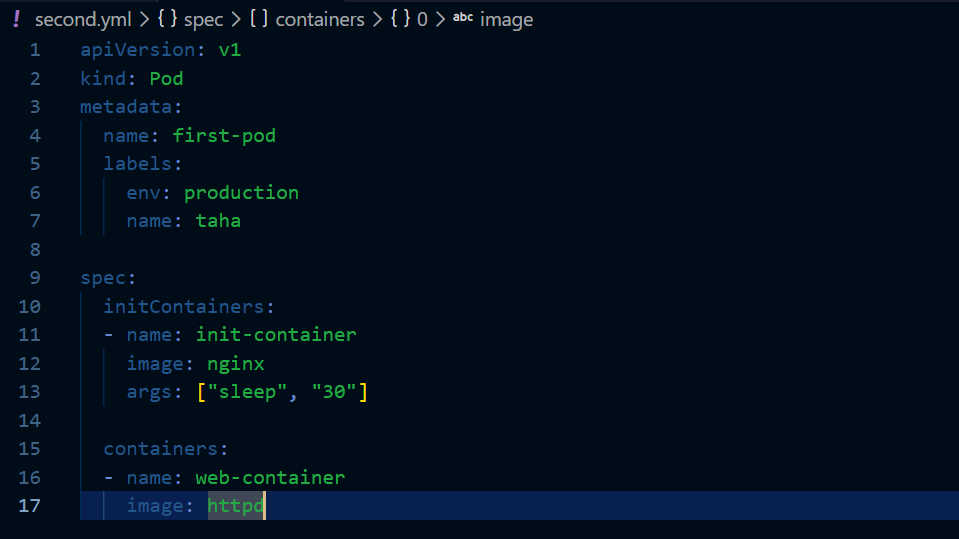 ! second.yml > { } spec > [ ] containers > { } 0 > abc image
1 apiVersion: v1
2 kind: Pod
3 metadata:
4   name: first-pod
5   labels:
6     env: production
7     name: taha
8
9 spec:
10   initContainers:
11   - name: init-container
12     image: nginx
13     args: ["sleep", "30"]
14
15   containers:
16   - name: web-container
17     image: httpd